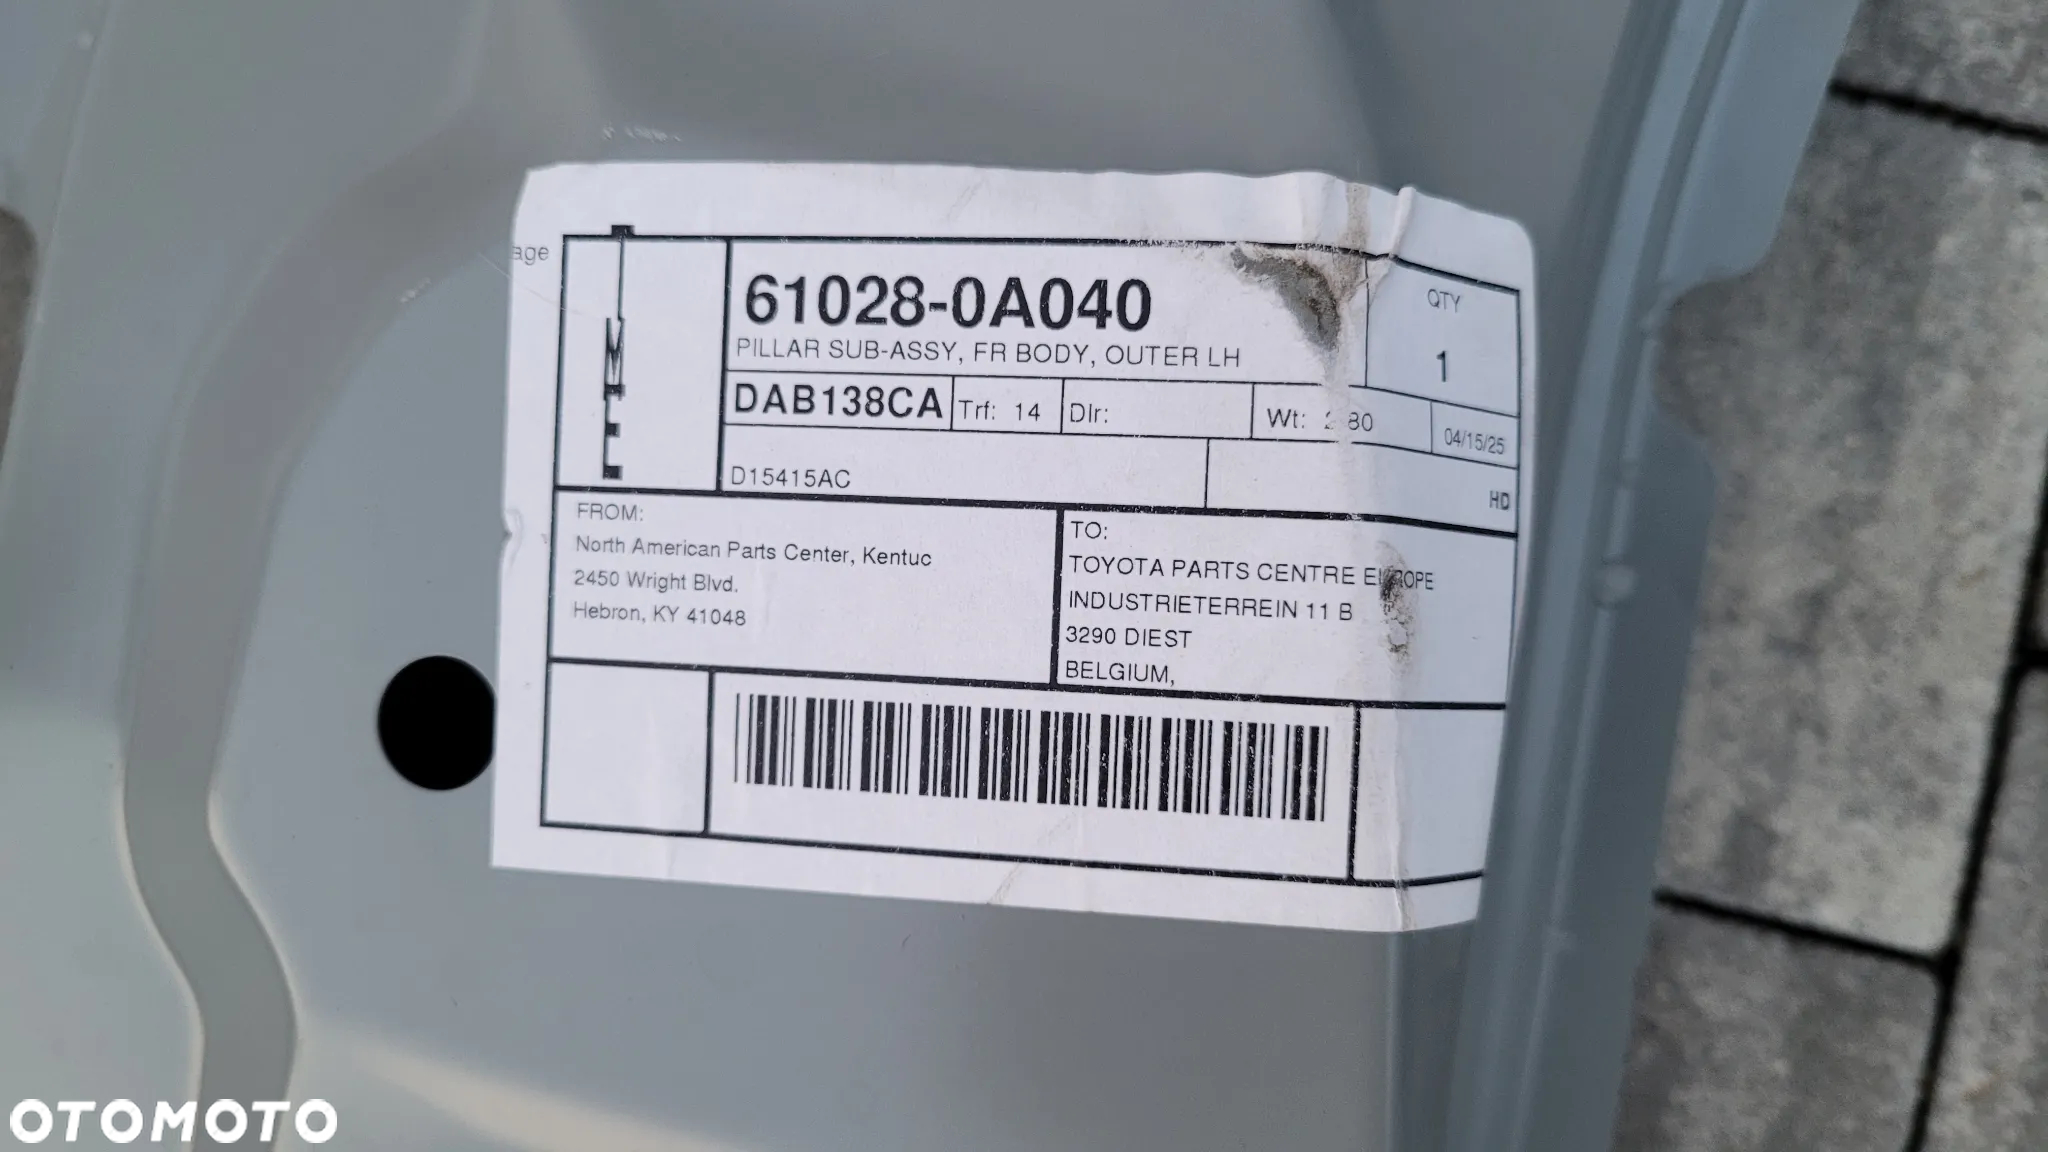 age
61028-0A040
PILLAR SUB-ASSY, FR BODY, OUTER LH
QTY
1
DAB138CA
Trf: 14
Dlr:
Wt: 80
04/15/25
D15415AC
HD
FROM:
North American Parts Center, Kentuc
2450 Wright Blvd.
Hebron, KY 41048
TO:
TOYOTA PARTS CENTRE EUROPE
INDUSTRIETERREIN 11 B
3290 DIEST
BELGIUM,
OTOMOTO